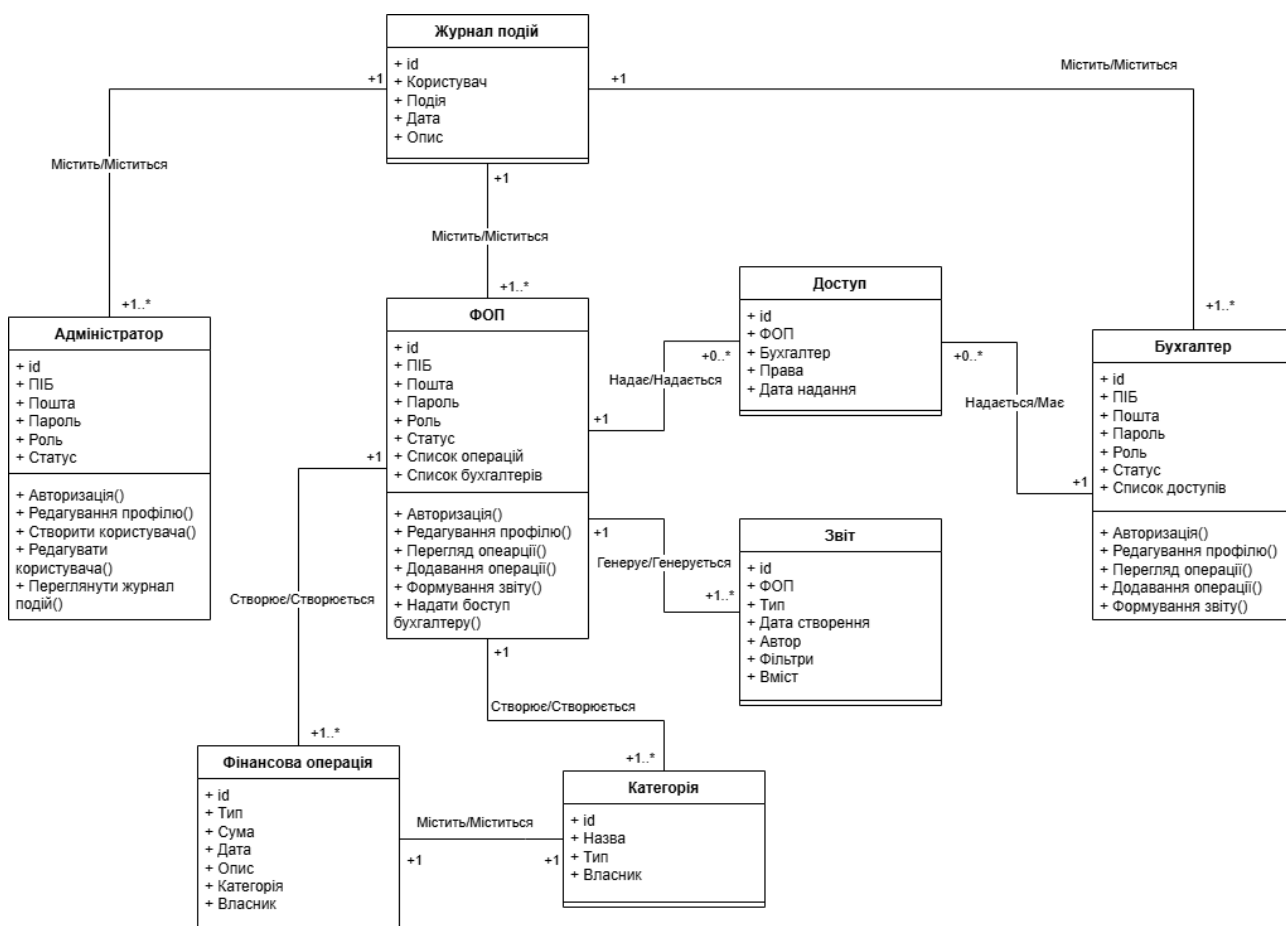 Журнал подій
+ id
+ Користувач
+ Подія
+ Дата
+ Опис
+1
+1
Містить/Міститься
Містить/Міститься
+1
Містить/Міститься
+1..*
+1..*
+1..*
Адміністратор
+ id
+ ПІБ
+ Пошта
+ Пароль
+ Роль
+ Статус
+ Авторизація()
+ Редагування профілю()
+ Створити користувача()
+ Редагувати
користувача()
+ Переглянути журнал
подій()
ФОП
+ id
+ ПІБ
+ Пошта
+ Пароль
+ Роль
+ Статус
+ Список операцій
+ Список бухгалтерів
+ Авторизація()
+ Редагування профілю()
+ Перегляд опеарції()
+ Додавання операції()
+ Формування звіту()
+ Надати боступ
бухгалтеру()
Доступ
+ id
+ ФОП
+ Бухгалтер
+ Права
+ Дата надання
+0..*
+0..*
Надає/Надається
+1
Надається/Має
+1
Бухгалтер
+ id
+ ПІБ
+ Пошта
+ Пароль
+ Роль
+ Статус
+ Список доступів
+ Авторизація()
+ Редагування профілю()
+ Перегляд операції()
+ Додавання операції()
+ Формування звіту()
+1
+1
Генерує/Генерується
+1..*
Звіт
+ id
+ ФОП
+ Тип
+ Дата створення
+ Автор
+ Фільтри
+ Вміст
Створює/Створюється
+1
Створює/Створюється
+1..*
+1..*
Фінансова операція
+ id
+ Тип
+ Сума
+ Дата
+ Опис
+ Категорія
+ Власник
Містить/Міститься
+1
+1
Категорія
+ id
+ Назва
+ Тип
+ Власник